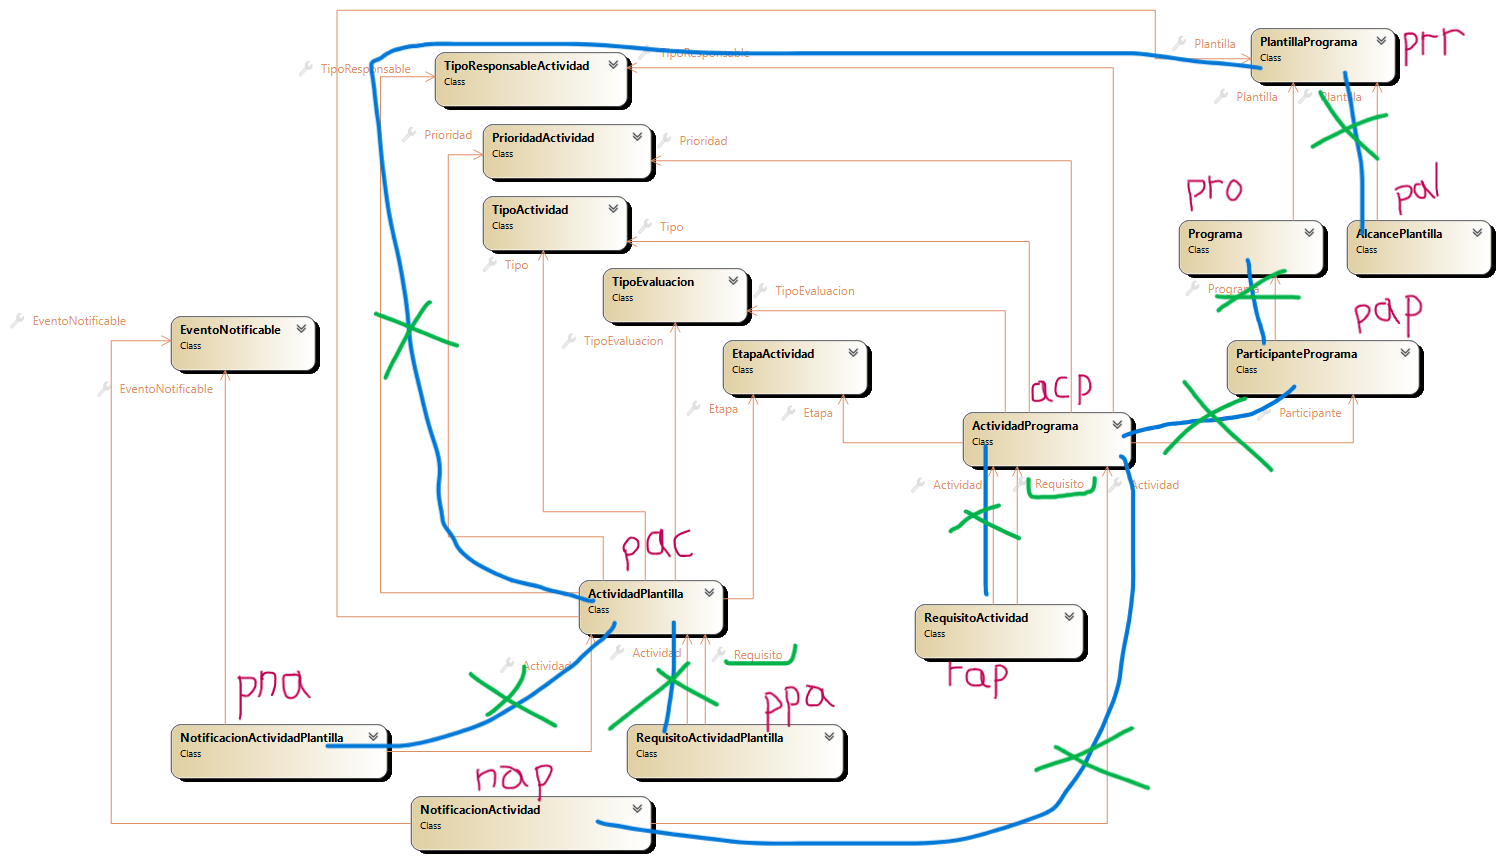 Plantilla
PlantillaPrograma
Class
prr
TipoResponsable
TipoResponsableActividad
Class
TipoResponsable
Plantilla
Plantilla
Prioridad
PrioridadActividad
Class
Prioridad
TipoActividad
Class
Tipo
Tipo
pro
pal
Programa
Class
AlcancePlantilla
Class
TipoEvaluacion
Class
TipoEvaluacion
Programa
pap
EventoNotificable
EventoNotificable
Class
TipoEvaluacion
EtapaActividad
Class
ParticipantePrograma
Class
EventoNotificable
Etapa
Etapa
acp
Participante
ActividadPrograma
Class
Actividad
Requisito
Actividad
pac
ActividadPlantilla
Class
RequisitoActividad
Class
rap
Actividad
Actividad
Requisito
pna
ppa
NotificacionActividadPlantilla
Class
RequisitoActividadPlantilla
Class
nap
NotificacionActividad
Class